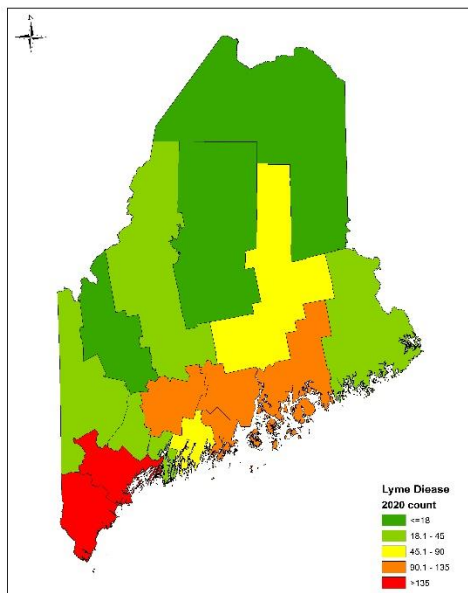 Lyme Diease
2020 count
<=18
18.1 - 45
45.1 - 90
90.1 - 135
>135